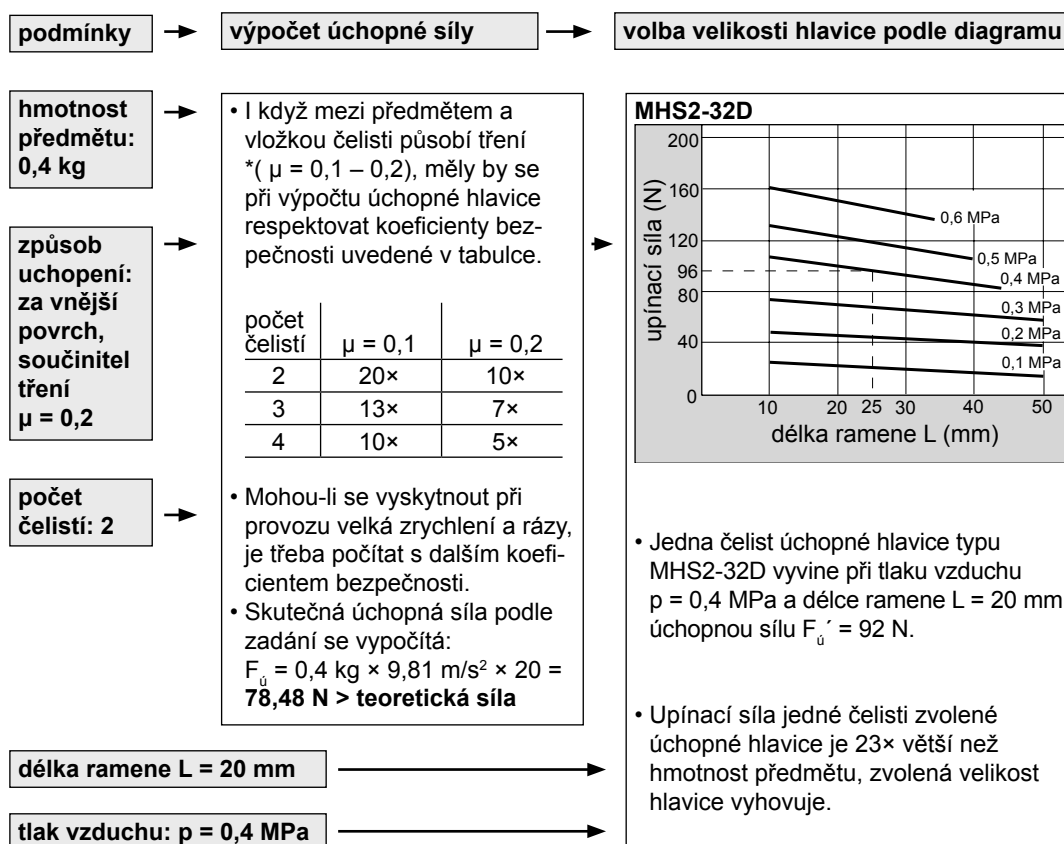 podmínky
výpočet úchopné síly
volba velikosti hlavice podle diagramu
hmotnost
předmětu:
0,4 kg
způsob
uchopení:
za vnější
povrch,
součinitel
tření
μ = 0,2
počet
čelistí: 2
• I když mezi předmětem a
vložkou čelisti působí tření
*( μ = 0,1 – 0,2), měly by se
při výpočtu úchopné hlavice
respektovat koeficienty bez-
pečnosti uvedené v tabulce.
počet
čelistí μ = 0,1 μ = 0,2
2 20× 10×
3 13× 7×
4 10× 5×
• Mohou-li se vyskytnout při
provozu velká zrychlení a rázy,
je třeba počítat s dalším koefi-
cientem bezpečnosti.
• Skutečná úchopná síla podle
zadání se vypočítá:
Fú = 0,4 kg × 9,81 m/s² × 20 =
78,48 N > teoretická síla
MHS2-32D
upínací síla (N)
200
160
120
96
80
40
0
0,6 MPa
0,5 MPa
0,4 MPa
0,3 MPa
0,2 MPa
0,1 MPa
10 20 25 30 40 50
délka ramene L (mm)
• Jedna čelist úchopné hlavice typu
MHS2-32D vyvine při tlaku vzduchu
p = 0,4 MPa a délce ramene L = 20 mm
úchopnou sílu Fú´ = 92 N.
• Upínací síla jedné čelisti zvolené
úchopné hlavice je 23× větší než
hmotnost předmětu, zvolená velikost
hlavice vyhovuje.
délka ramene L = 20 mm
tlak vzduchu: p = 0,4 MPa